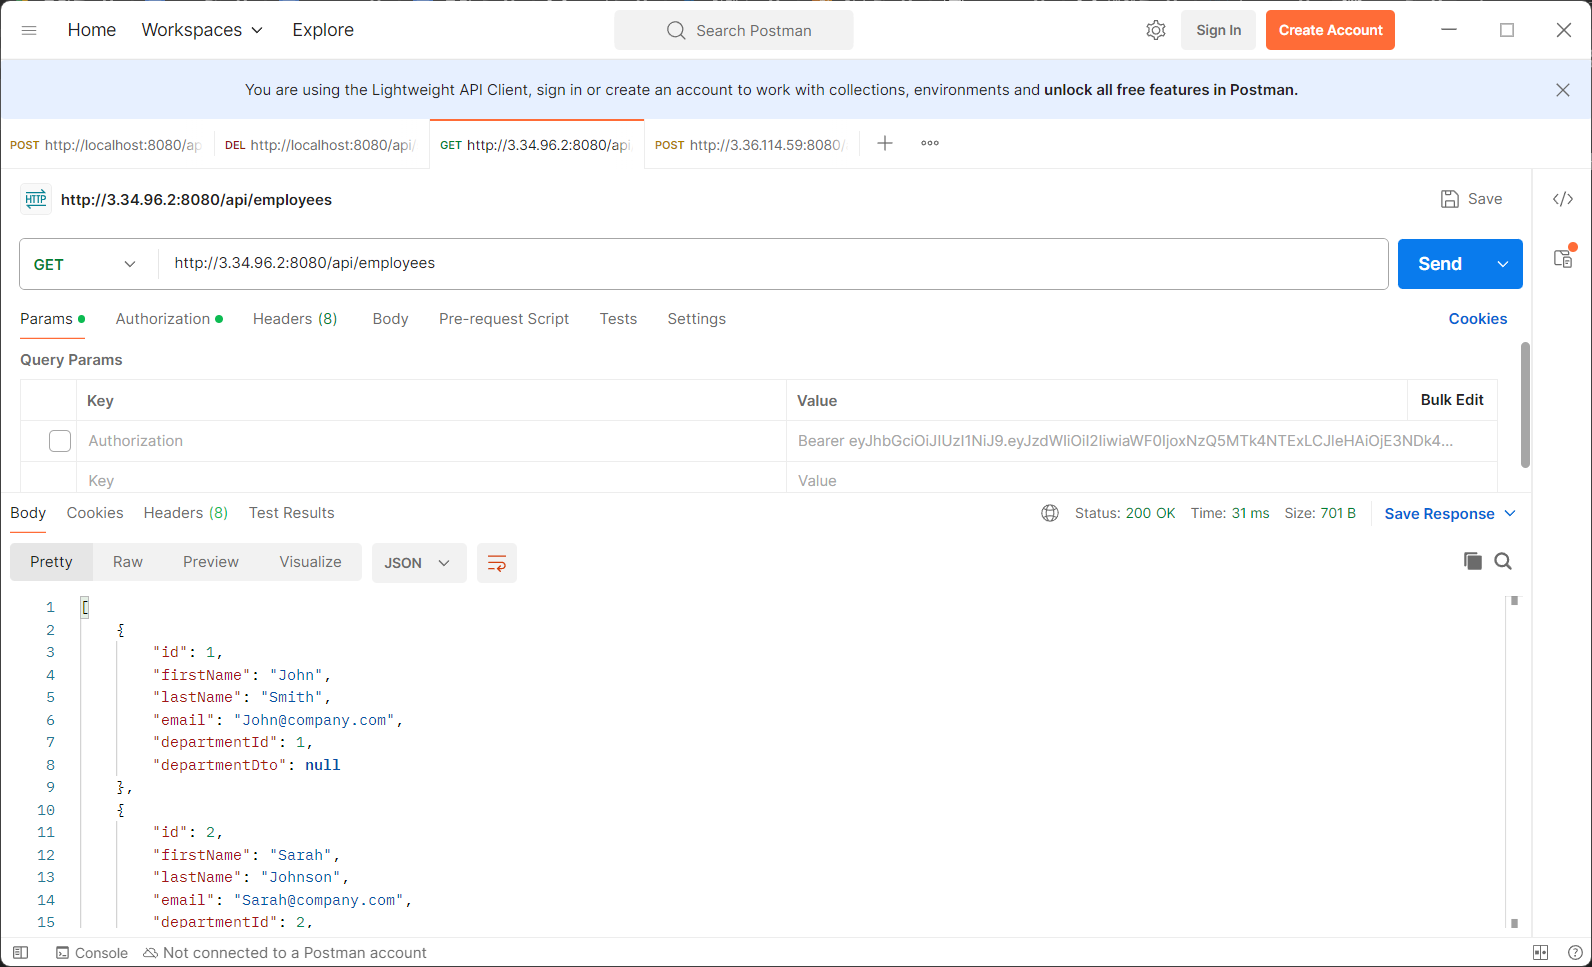 Home Workspaces Explore Search Postman Sign In Create Account
You are using the Lightweight API Client, sign in or create an account to work with collections, environments and unlock all free features in Postman.
POST http://localhost:8080/ap DEL http://localhost:8080/api/ GET http://3.34.96.2:8080/api POST http://3.36.114.59:8080/
HTTP http://3.34.96.2:8080/api/employees Save
GET http://3.34.96.2:8080/api/employees Send
Params Authorization Headers (8) Body Pre-request Script Tests Settings Cookies
Query Params
Key Value Bulk Edit
Authorization Bearer eyJhbGciOiJIUzI1NiJ9.eyJzdWIiOiI2IiwiaWF0IjoxNzQ5MTk4NTExLCJleHAiOjE3NDk4...
Key Value
Body Cookies Headers (8) Test Results Status: 200 OK Time: 31 ms Size: 701 B Save Response
Pretty Raw Preview Visualize JSON
1 [
2 {
3 "id": 1,
4 "firstName": "John",
5 "lastName": "Smith",
6 "email": "John@company.com",
7 "departmentId": 1,
8 "departmentDto": null
9 },
10 {
11 "id": 2,
12 "firstName": "Sarah",
13 "lastName": "Johnson",
14 "email": "Sarah@company.com",
15 "departmentId": 2,
Console Not connected to a Postman account